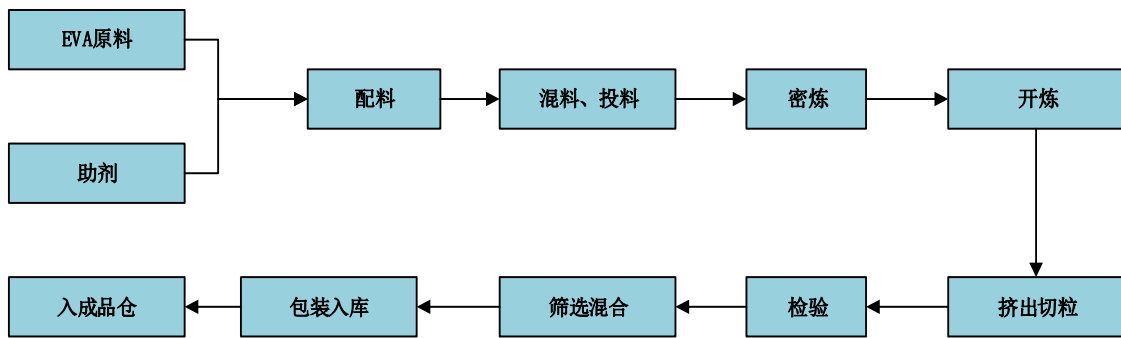 EVA原料
助剂
配料
混料、投料
密炼
开炼
挤出切粒
检验
筛选混合
包装入库
入成品仓